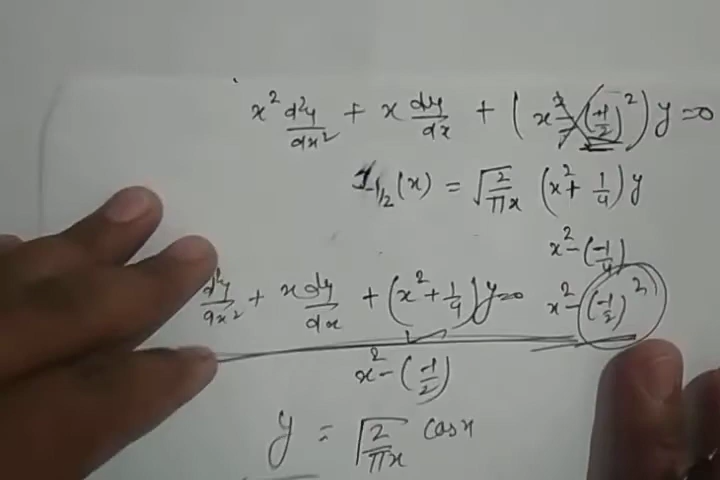 x² d²y/dx² + x dy/dx + (x² - (-1/2)²) y = 0
J-1/2(x) = √2/πx (x² + 1/4) y
x² - (-1/4)
d²y/dx² + x dy/dx + (x² + 1/4) y = 0 x² - (-1/2)²
x² - (-1/2)
y = √2/πx cosx